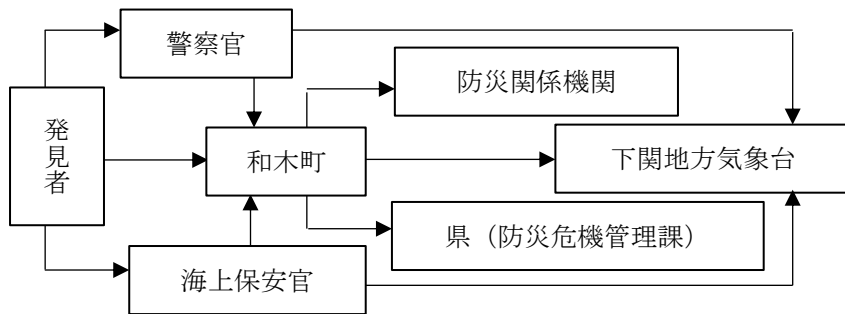 警察官
防災関係機関
発見者
和木町
下関地方気象台
県（防災危機管理課）
海上保安官